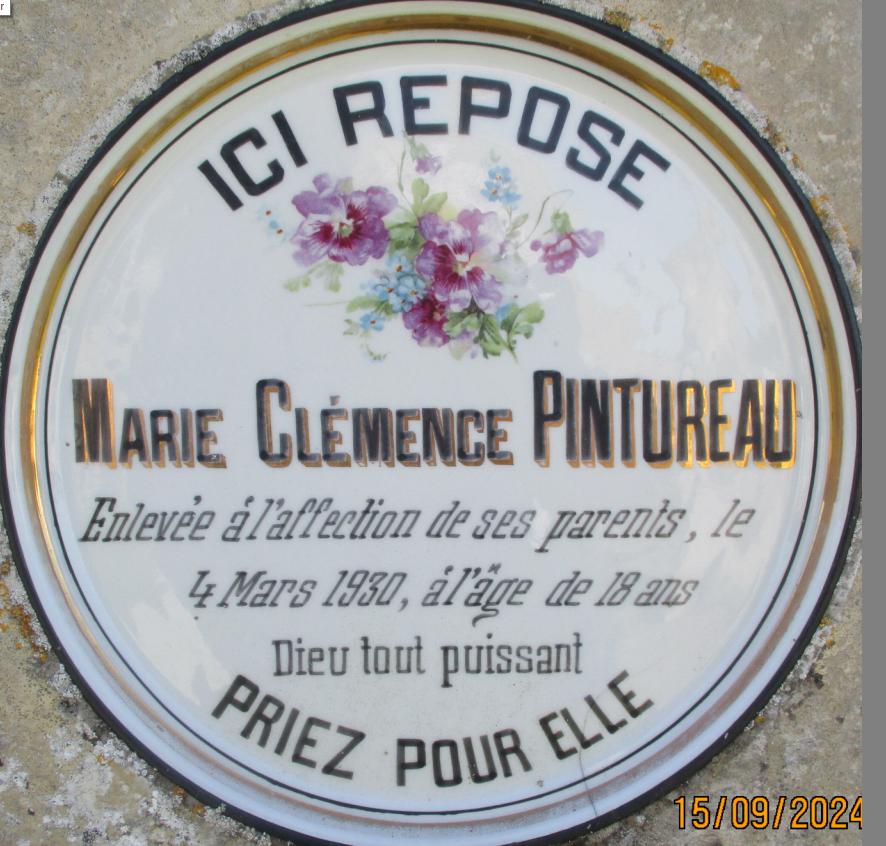 ICI REPOSE
MARIE CLÉMENCE PINTUREAU
Enlevée à l'affection de ses parents, le
4 Mars 1930, à l'âge de 18 ans
Dieu tout puissant
PRIEZ POUR ELLE
15/09/2024